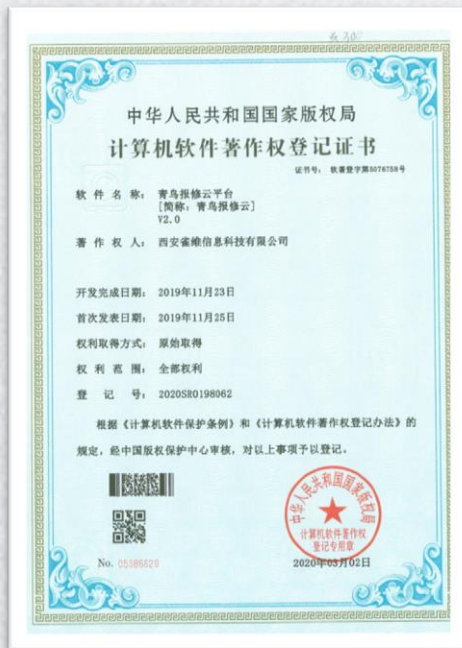 中华人民共和国国家版权局
计算机软件著作权登记证书
证书号： 软著登字第5076758号
软 件 名 称： 青鸟报修云平台
[简称：青鸟报修云]
V2.0
著 作 权 人： 西安雀维信息科技有限公司
开发完成日期： 2019年11月23日
首次发表日期： 2019年11月25日
权利取得方式： 原始取得
权 利 范 围： 全部权利
登 记 号： 2020SR0198062
根据《计算机软件保护条例》和《计算机软件著作权登记办法》的
规定，经中国版权保护中心审核，对以上事项予以登记。
中华人民共和国国家版权局
计算机软件著作权
登记专用章
No. 05386629
2020年03月02日